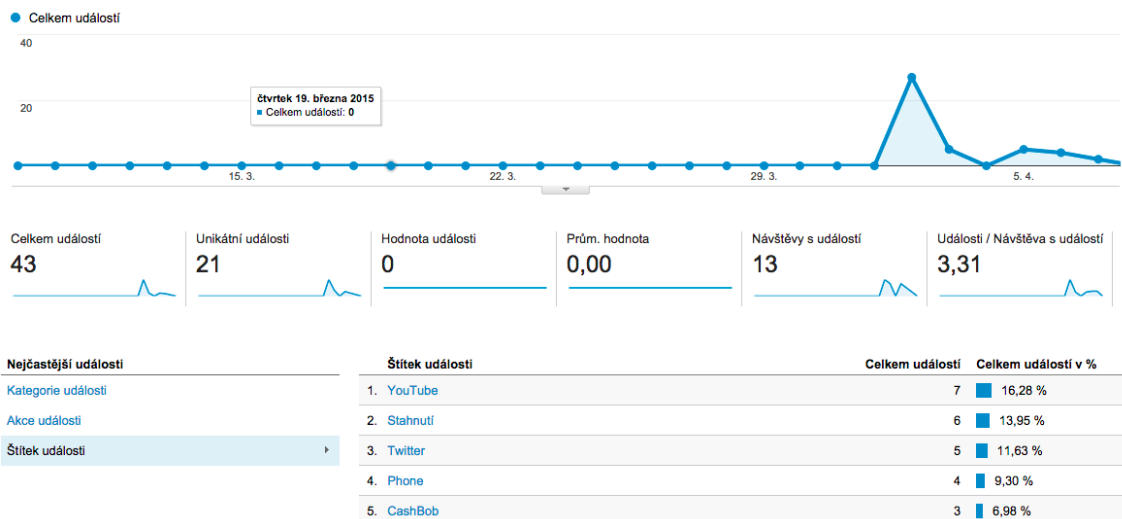 Celkem událostí
40
čtvrtek 19. března 2015
Celkem událostí: 0
20
15. 3.
22. 3.
29. 3.
5. 4.
Celkem událostí
43
Unikátní události
21
Hodnota události
0
Prům. hodnota
0,00
Návštěvy s událostí
13
Události / Návštěva s událostí
3,31
Nejčastější události
Kategorie události
Akce události
Štítek události
Štítek události Celkem událostí Celkem událostí v %
1. YouTube 7 16,28 %
2. Stahnutí 6 13,95 %
3. Twitter 5 11,63 %
4. Phone 4 9,30 %
5. CashBob 3 6,98 %